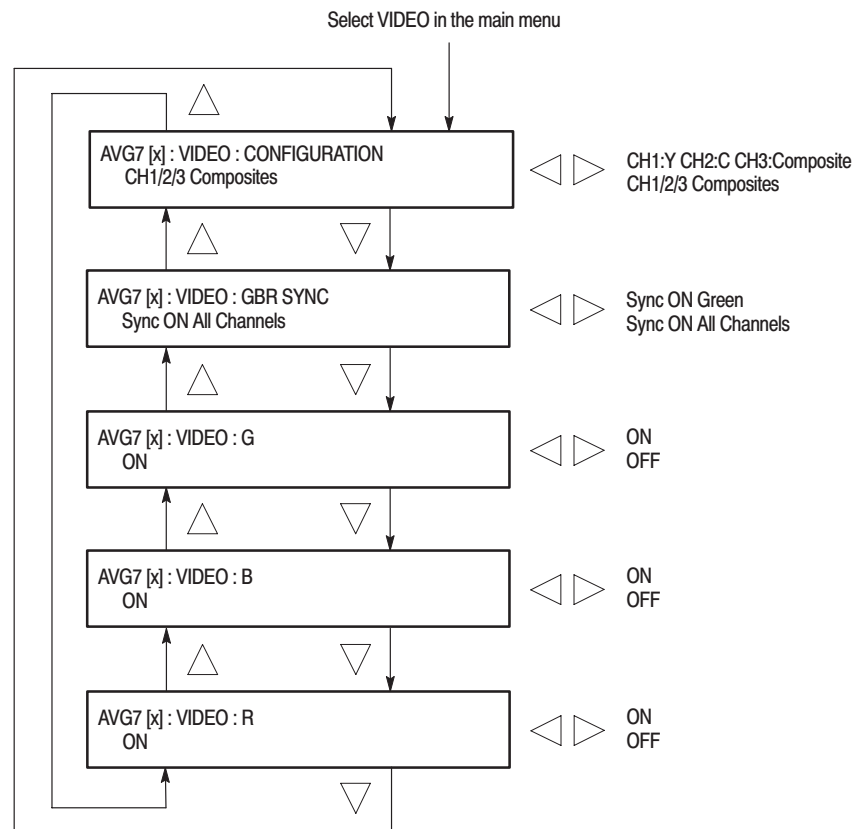 Select VIDEO in the main menu
AVG7 [x] : VIDEO : CONFIGURATION
CH1/2/3 Composites
CH1:Y CH2:C CH3:Composite
CH1/2/3 Composites
AVG7 [x] : VIDEO : GBR SYNC
Sync ON All Channels
Sync ON Green
Sync ON All Channels
AVG7 [x] : VIDEO : G
ON
ON
OFF
AVG7 [x] : VIDEO : B
ON
ON
OFF
AVG7 [x] : VIDEO : R
ON
ON
OFF